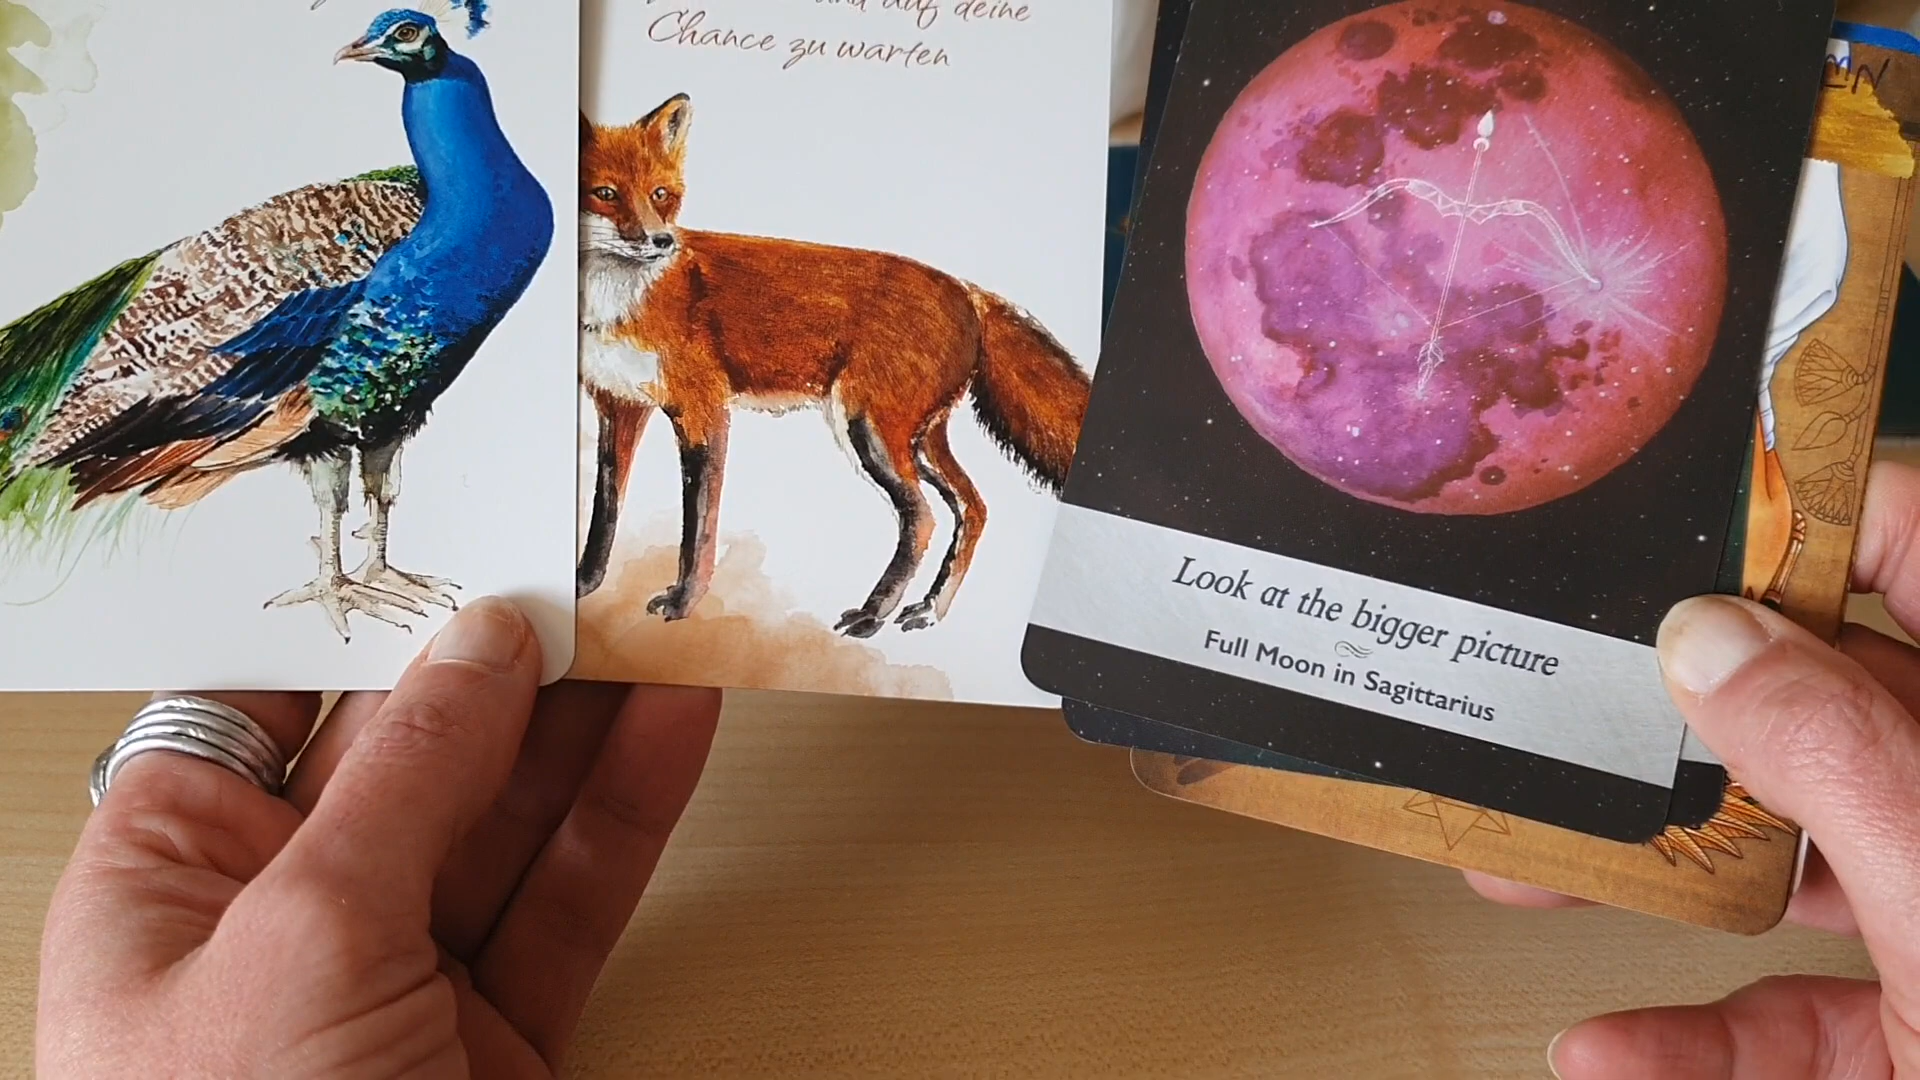 und auf deine
Chance zu warten
Look at the bigger picture
Full Moon in Sagittarius